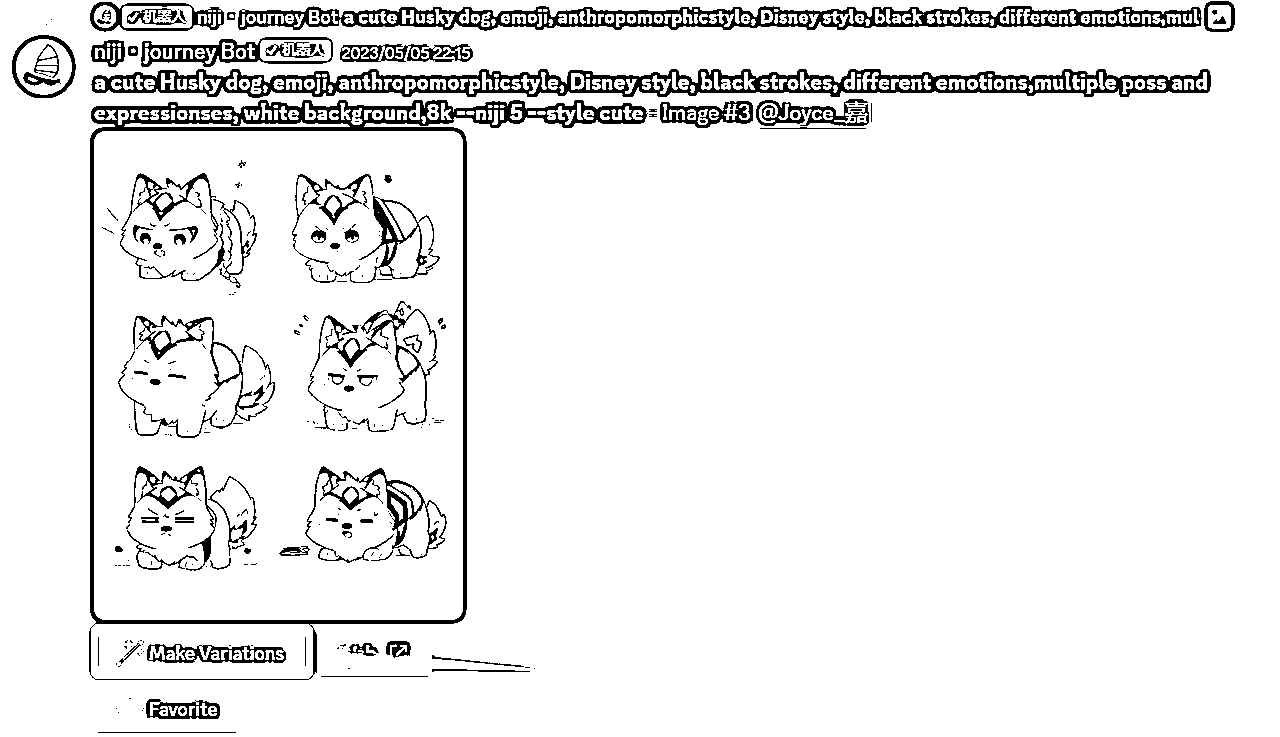 ✓机器人 niji · journey Bot a cute Husky dog, emoji, anthropomorphicstyle, Disney style, black strokes, different emotions,mul
niji · journey Bot ✓机器人 2023/05/05 22:15
a cute Husky dog, emoji, anthropomorphicstyle, Disney style, black strokes, different emotions,multiple poss and
expressionses, white background,8k --niji 5 --style cute - Image #3 @Joyce_嘉
Make Variations
Favorite